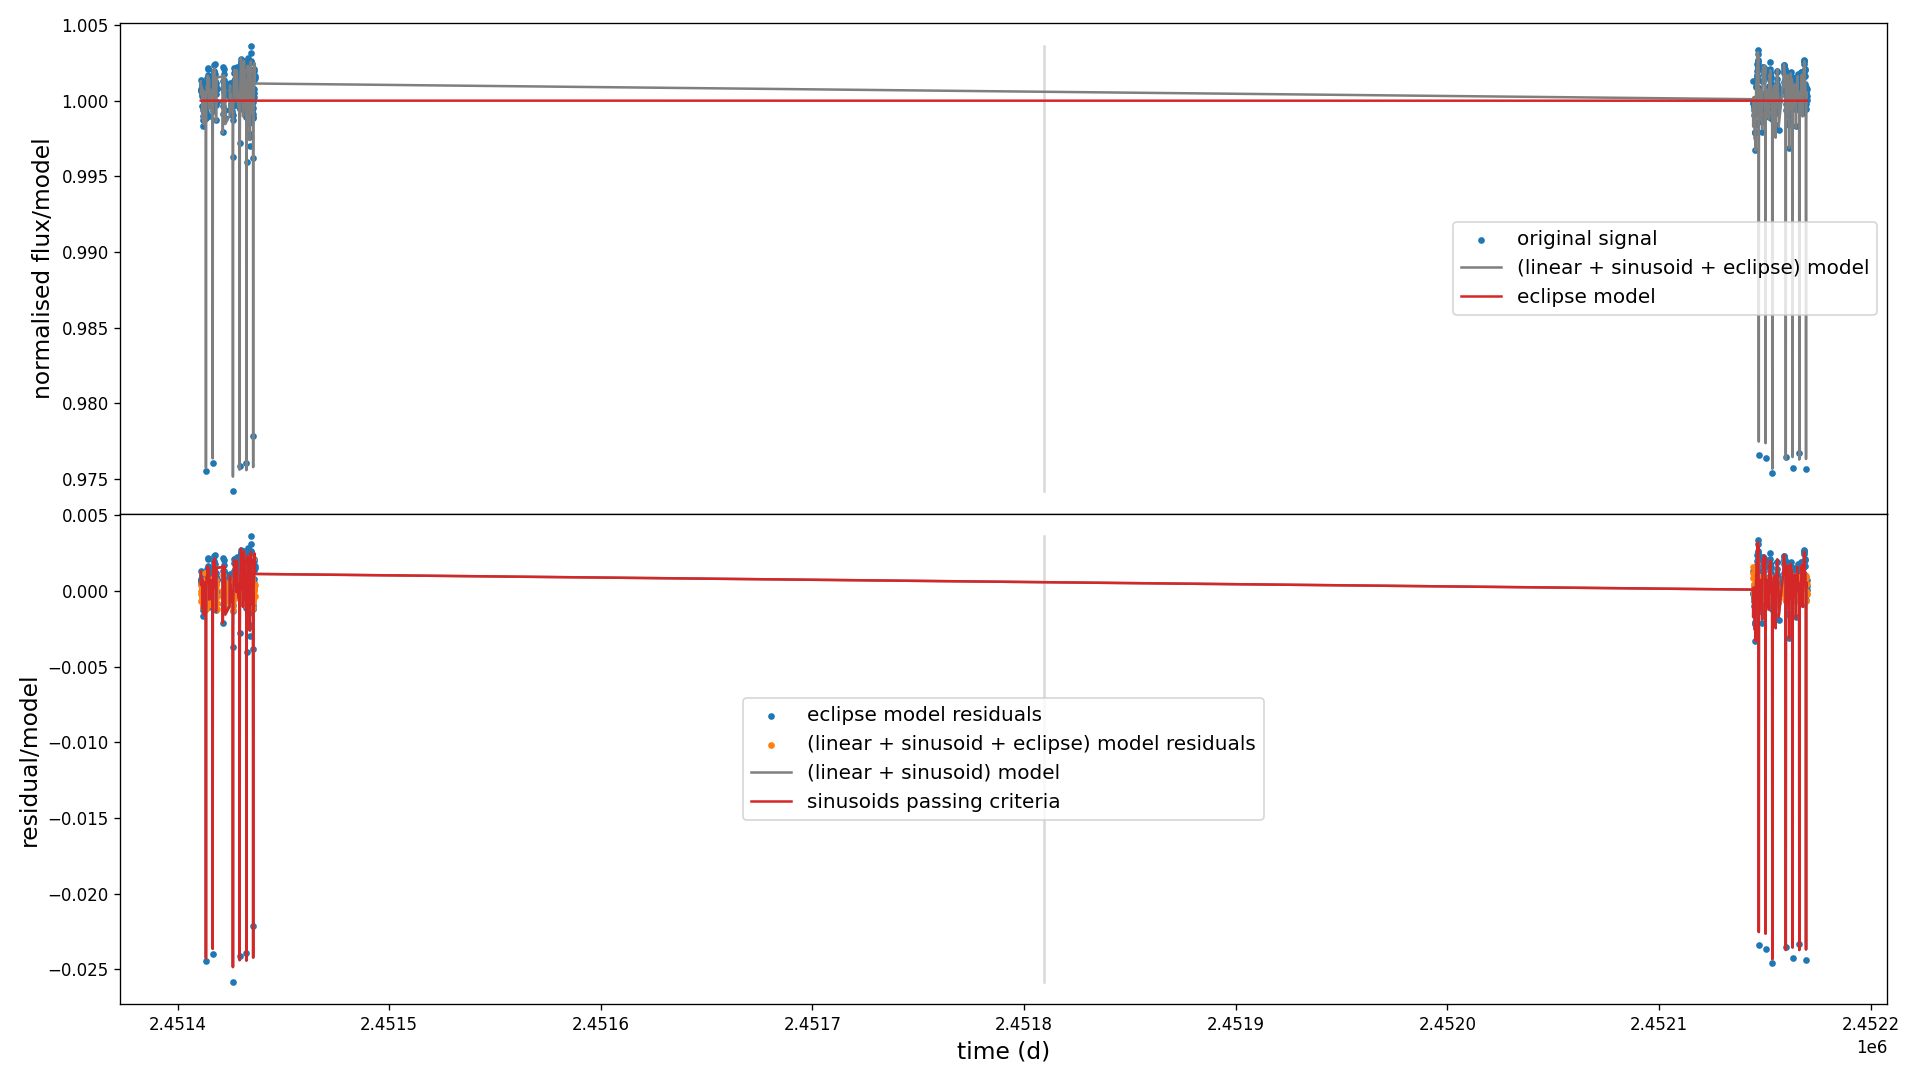 1.005
1.000
0.995
0.990
0.985
0.980
0.975
normalised flux/model
original signal
(linear + sinusoid + eclipse) model
eclipse model
0.005
0.000
−0.005
−0.010
−0.015
−0.020
−0.025
residual/model
eclipse model residuals
(linear + sinusoid + eclipse) model residuals
(linear + sinusoid) model
sinusoids passing criteria
2.4514 2.4515 2.4516 2.4517 2.4518 2.4519 2.4520 2.4521 2.4522
1e6
time (d)